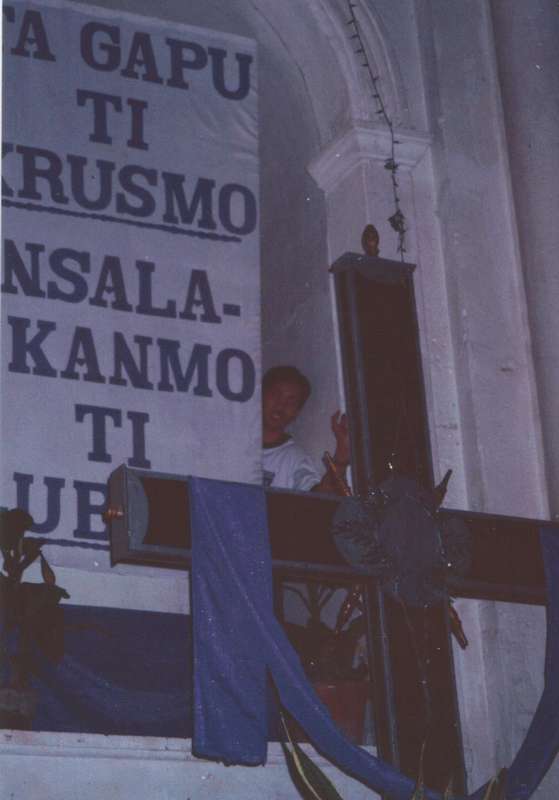 TA GAPU
TI
KRUSMO
NSALA-
KANMO
TI
UB